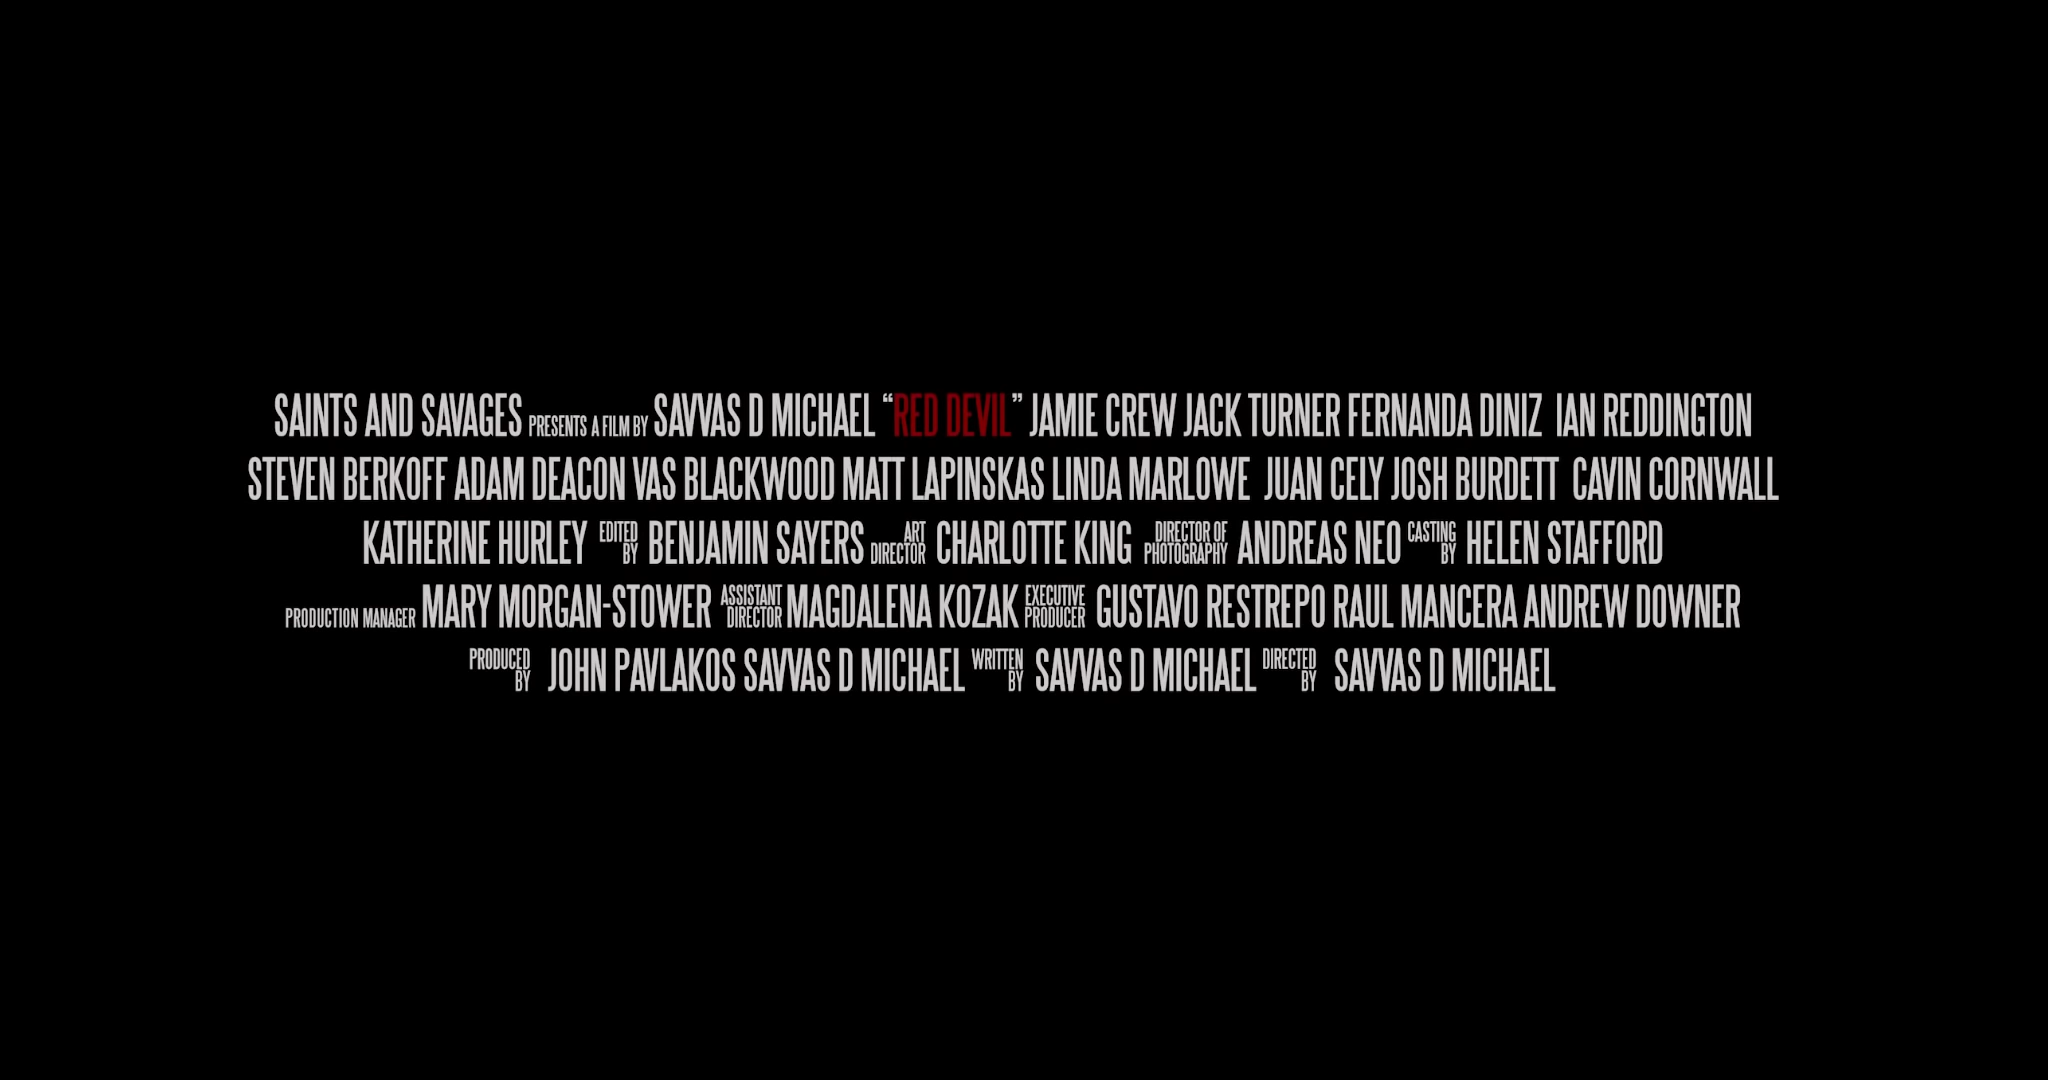 SAINTS AND SAVAGES PRESENTS A FILM BY SAVVAS D MICHAEL “RED DEVIL” JAMIE CREW JACK TURNER FERNANDA DINIZ IAN REDDINGTON
STEVEN BERKOFF ADAM DEACON VAS BLACKWOOD MATT LAPINSKAS LINDA MARLOWE JUAN CELY JOSH BURDETT CAVIN CORNWALL
KATHERINE HURLEY EDITED BY BENJAMIN SAYERS ART DIRECTOR CHARLOTTE KING DIRECTOR OF PHOTOGRAPHY ANDREAS NEO CASTING BY HELEN STAFFORD
PRODUCTION MANAGER MARY MORGAN-STOWER ASSISTANT DIRECTOR MAGDALENA KOZAK EXECUTIVE PRODUCER GUSTAVO RESTREPO RAUL MANCERA ANDREW DOWNER
PRODUCED BY JOHN PAVLAKOS SAVVAS D MICHAEL WRITTEN BY SAVVAS D MICHAEL DIRECTED BY SAVVAS D MICHAEL